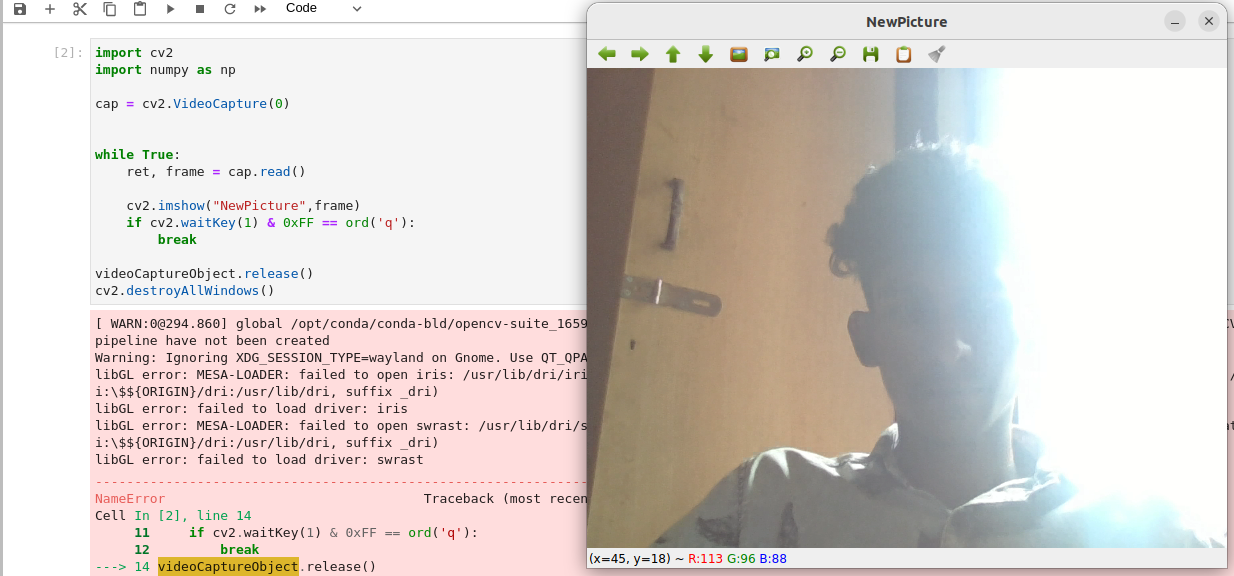 Code
NewPicture
[2]:
import cv2
import numpy as np
cap = cv2.VideoCapture(0)
while True:
ret, frame = cap.read()
cv2.imshow("NewPicture",frame)
if cv2.waitKey(1) & 0xFF == ord('q'):
break
videoCaptureObject.release()
cv2.destroyAllWindows()
[ WARN:0@294.860] global /opt/conda/conda-bld/opencv-suite_1659
pipeline have not been created
Warning: Ignoring XDG_SESSION_TYPE=wayland on Gnome. Use QT_QPA
libGL error: MESA-LOADER: failed to open iris: /usr/lib/dri/iri
i:\$${ORIGIN}/dri:/usr/lib/dri, suffix _dri)
libGL error: failed to load driver: iris
libGL error: MESA-LOADER: failed to open swrast: /usr/lib/dri/s
i:\$${ORIGIN}/dri:/usr/lib/dri, suffix _dri)
libGL error: failed to load driver: swrast
---------------------------------------------------------------
NameError Traceback (most recen
Cell In [2], line 14
11 if cv2.waitKey(1) & 0xFF == ord('q'):
12 break
---> 14 videoCaptureObject.release()
(x=45, y=18) ~ R:113 G:96 B:88